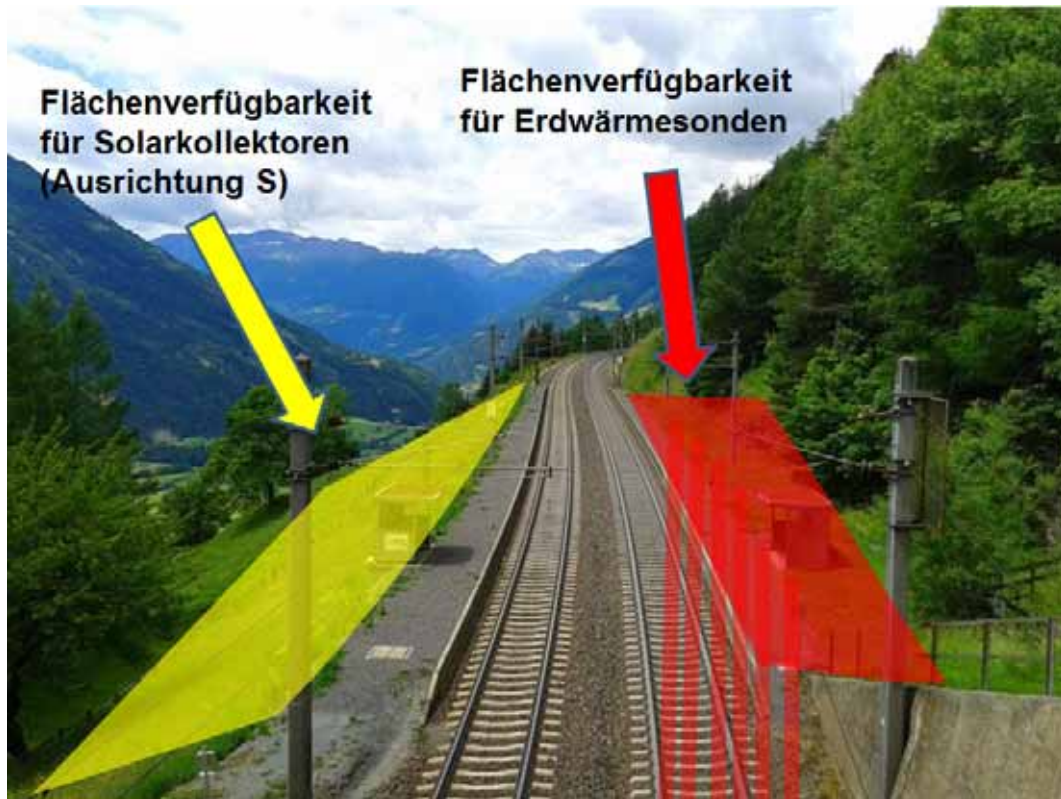 Flächenverfügbarkeit
für Solarkollektoren
(Ausrichtung S)
Flächenverfügbarkeit
für Erdwärmesonden